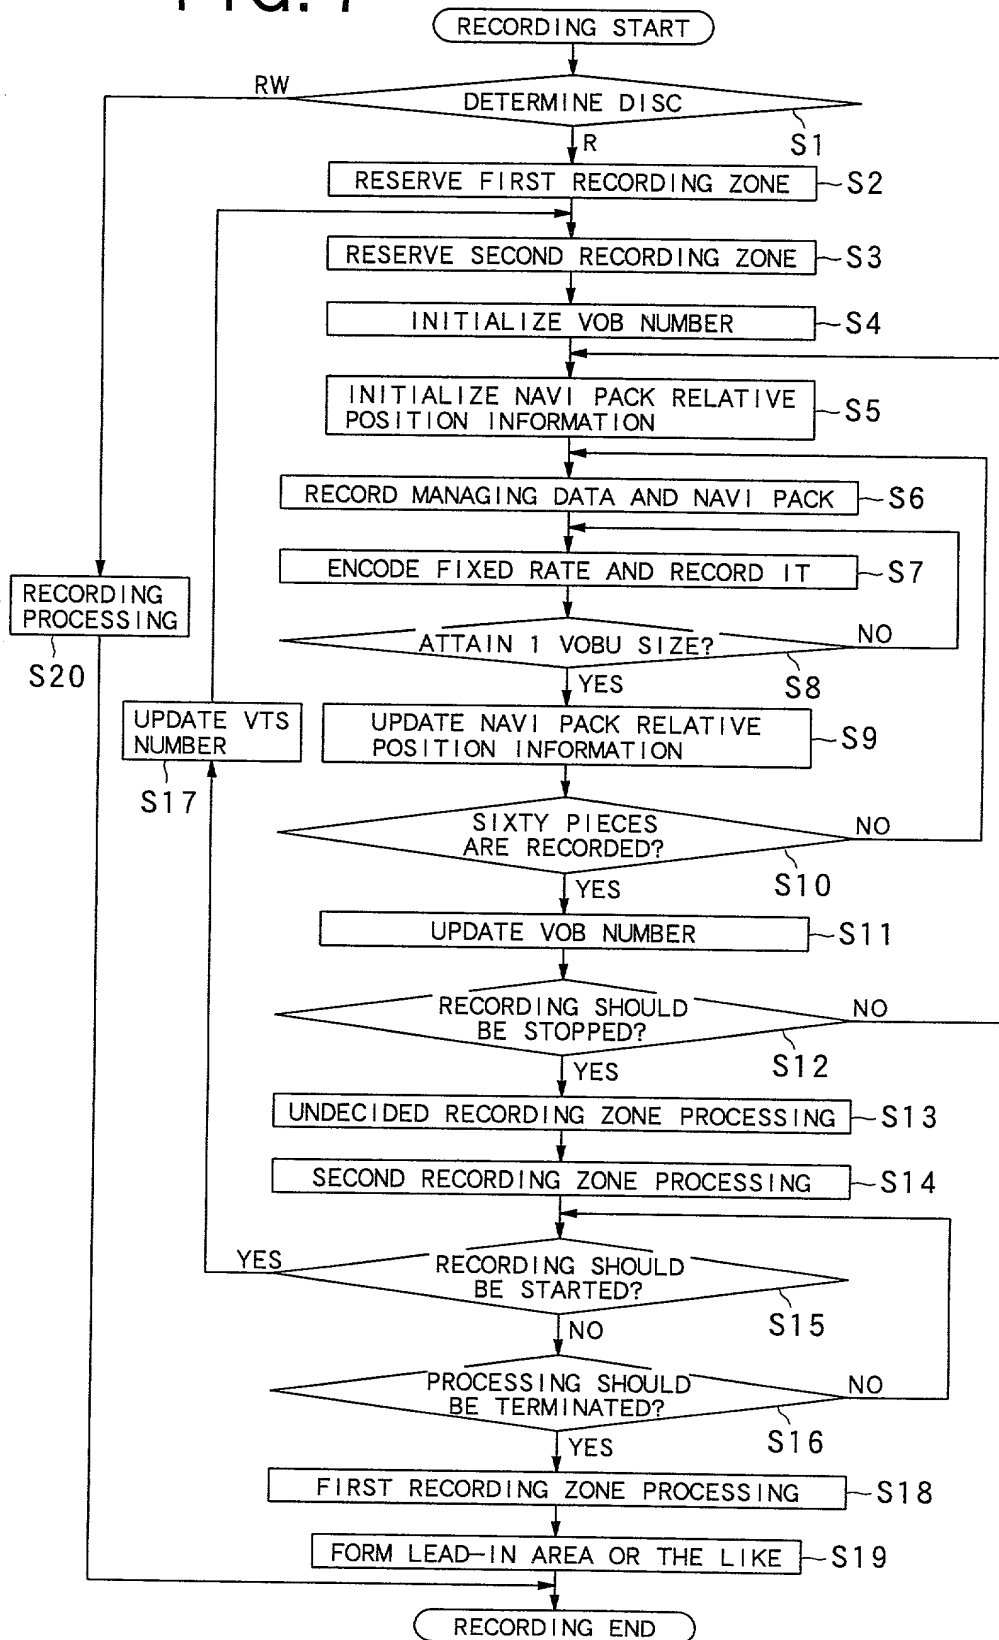 FIG. 7
RECORDING START
RW
DETERMINE DISC
S1
R
RESERVE FIRST RECORDING ZONE
S2
RESERVE SECOND RECORDING ZONE
S3
INITIALIZE VOB NUMBER
S4
INITIALIZE NAVI PACK RELATIVE
POSITION INFORMATION
S5
RECORD MANAGING DATA AND NAVI PACK
S6
ENCODE FIXED RATE AND RECORD IT
S7
RECORDING
PROCESSING
S20
ATTAIN 1 VOBU SIZE?
NO
S8
YES
UPDATE VTS
NUMBER
S17
UPDATE NAVI PACK RELATIVE
POSITION INFORMATION
S9
SIXTY PIECES
ARE RECORDED?
NO
S10
YES
UPDATE VOB NUMBER
S11
RECORDING SHOULD
BE STOPPED?
NO
S12
YES
UNDECIDED RECORDING ZONE PROCESSING
S13
SECOND RECORDING ZONE PROCESSING
S14
YES
RECORDING SHOULD
BE STARTED?
S15
NO
PROCESSING SHOULD
BE TERMINATED?
NO
S16
YES
FIRST RECORDING ZONE PROCESSING
S18
FORM LEAD-IN AREA OR THE LIKE
S19
RECORDING END